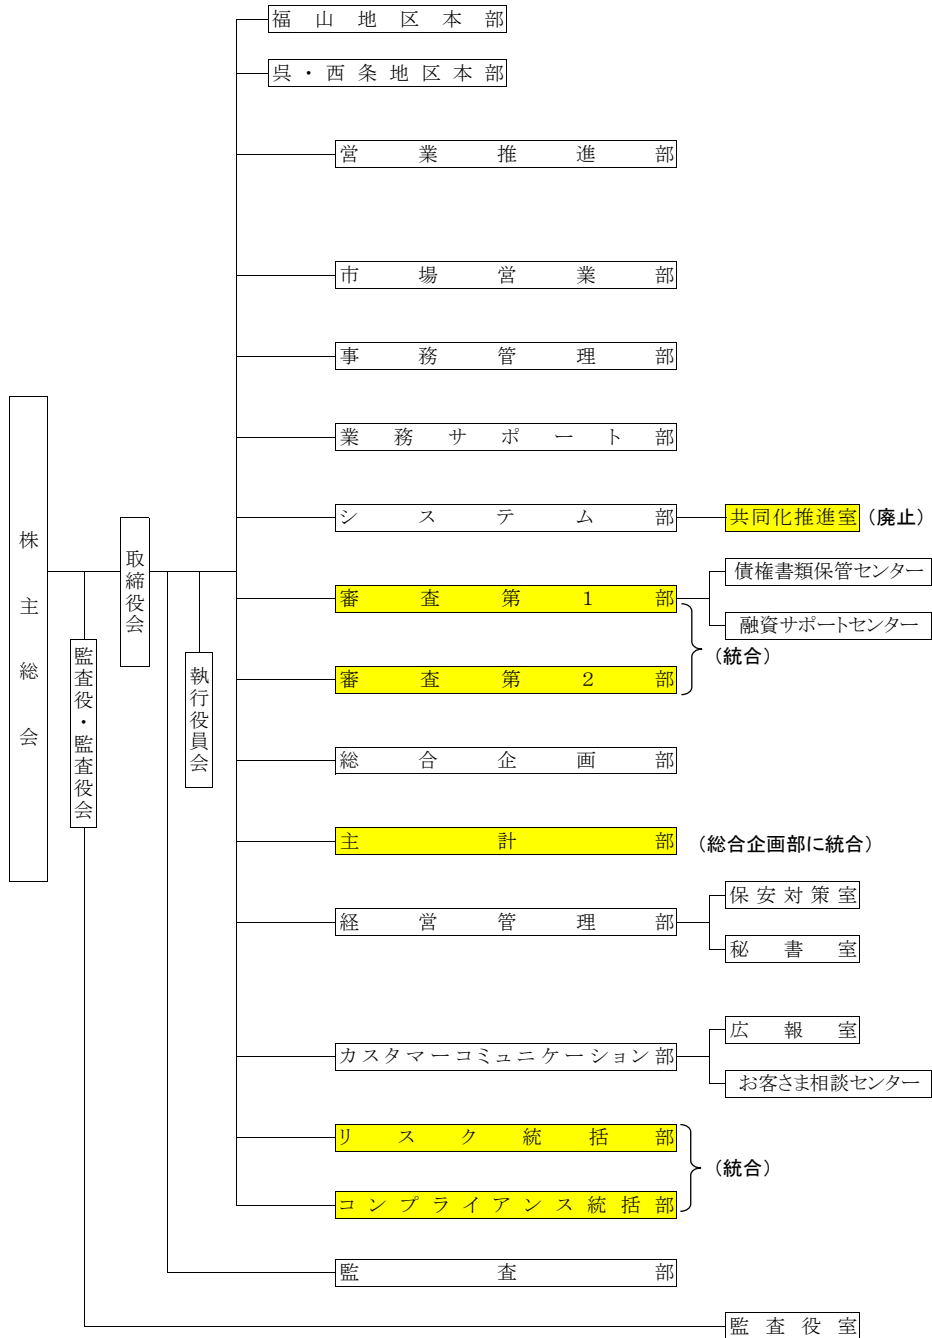 福山地区本部
呉・西条地区本部
営業推進部
市場営業部
事務管理部
業務サポート部
システム部
共同化推進室
(廃止)
審査第1部
債権書類保管センター
融資サポートセンター
(統合)
審査第2部
総合企画部
主計部
(総合企画部に統合)
経営管理部
保安対策室
秘書室
カスタマーコミュニケーション部
広報室
お客さま相談センター
リスク統括部
(統合)
コンプライアンス統括部
監査部
監査役室
株主総会
監査役・監査役会
取締役会
執行役員会